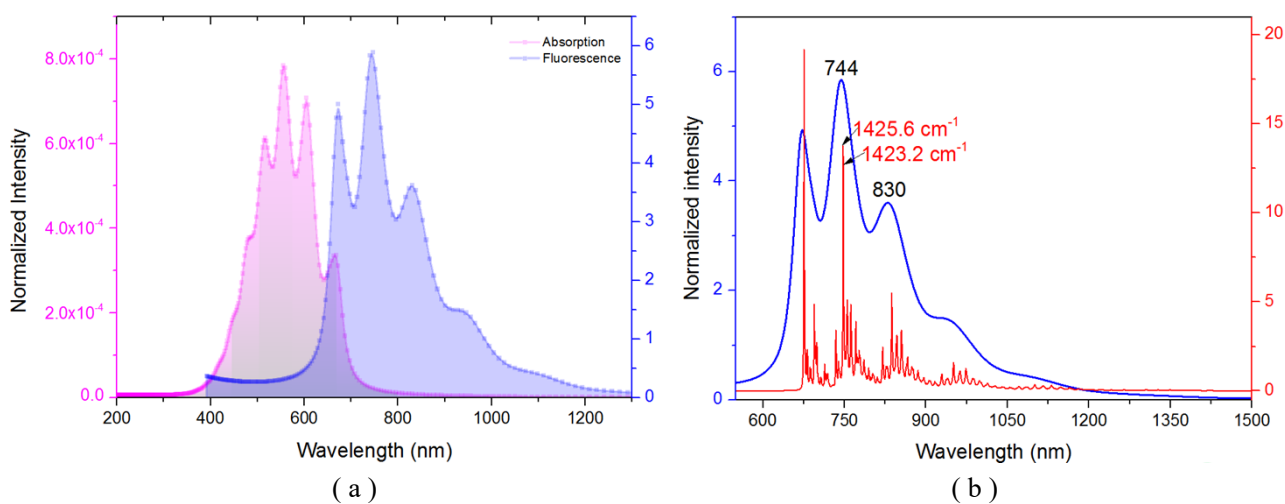 Normalized Intensity
8.0x10⁻⁴
6.0x10⁻⁴
4.0x10⁻⁴
2.0x10⁻⁴
0.0
200 400 600 800 1000 1200
Wavelength (nm)
Absorption
Fluorescence
6
5
4
3
2
1
0
( a )
Normalized intensity
6
4
2
0
600 750 900 1050 1200 1350 1500
Wavelength (nm)
744
1425.6 cm⁻¹
1423.2 cm⁻¹
830
20
15
10
5
0
( b )